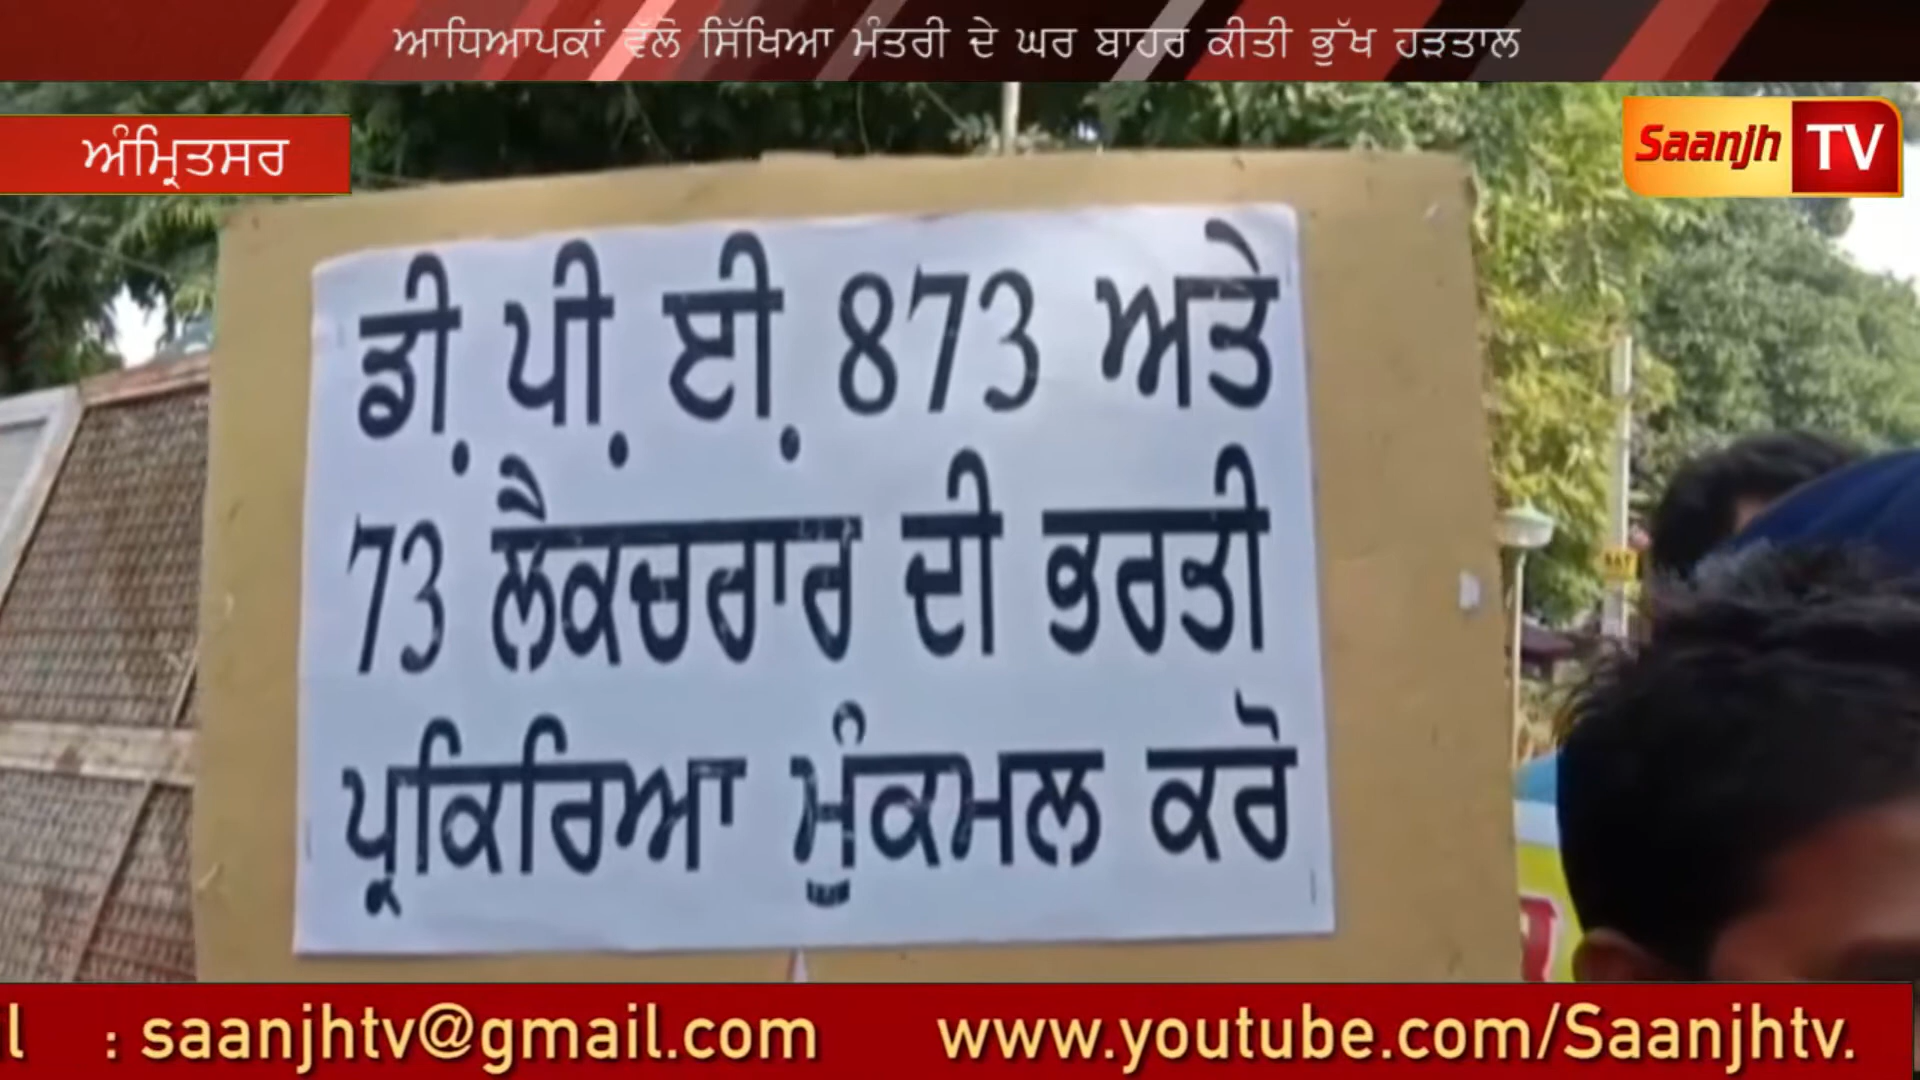 ਆਧਿਆਪਕਾਂ ਵੱਲੋ ਸਿੱਖਿਆ ਮੰਤਰੀ ਦੇ ਘਰ ਬਾਹਰ ਕੀਤੀ ਭੁੱਖ ਹੜਤਾਲ
ਅੰਮ੍ਰਿਤਸਰ
Saanjh TV
ਡੀ.ਪੀ.ਈ. 873 ਅਤੇ
73 ਲੈਕਚਰਾਰ ਦੀ ਭਰਤੀ
ਪ੍ਰਕਿਰਿਆ ਮੁੰਕਮਲ ਕਰੋ
: saanjhtv@gmail.com www.youtube.com/Saanjhtv.